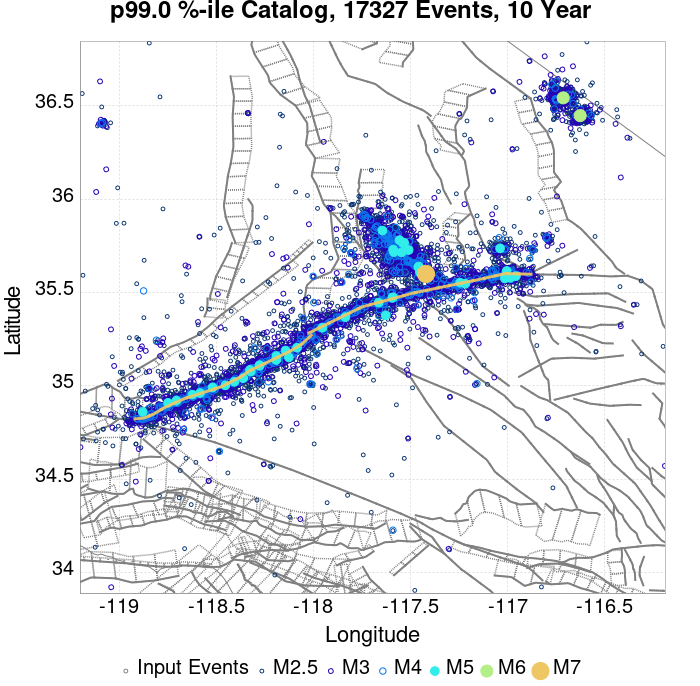 p99.0 %-ile Catalog, 17327 Events, 10 Year
36.5
36
35.5
35
34.5
34
Latitude
-119 -118.5 -118 -117.5 -117 -116.5
Longitude
Input Events M2.5 M3 M4 M5 M6 M7